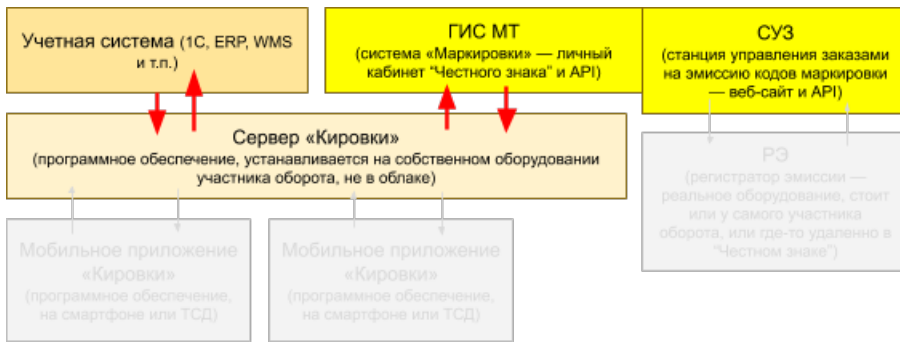 Учетная система (1С, ERP, WMS
и т.п.)
ГИС МТ
(система «Маркировки» — личный
кабинет “Честного знака” и API)
СУЗ
(станция управления заказами
на эмиссию кодов маркировки
— веб-сайт и API)
Сервер «Кировки»
(программное обеспечение, устанавливается на собственном оборудовании
участника оборота, не в облаке)
РЭ
(регистратор эмиссии —
реальное оборудование, стоит
или у самого участника
оборота, или где-то удаленно в
“Честном знаке”)
Мобильное приложение
«Кировки»
(программное обеспечение,
на смартфоне или ТСД)
Мобильное приложение
«Кировки»
(программное обеспечение,
на смартфоне или ТСД)